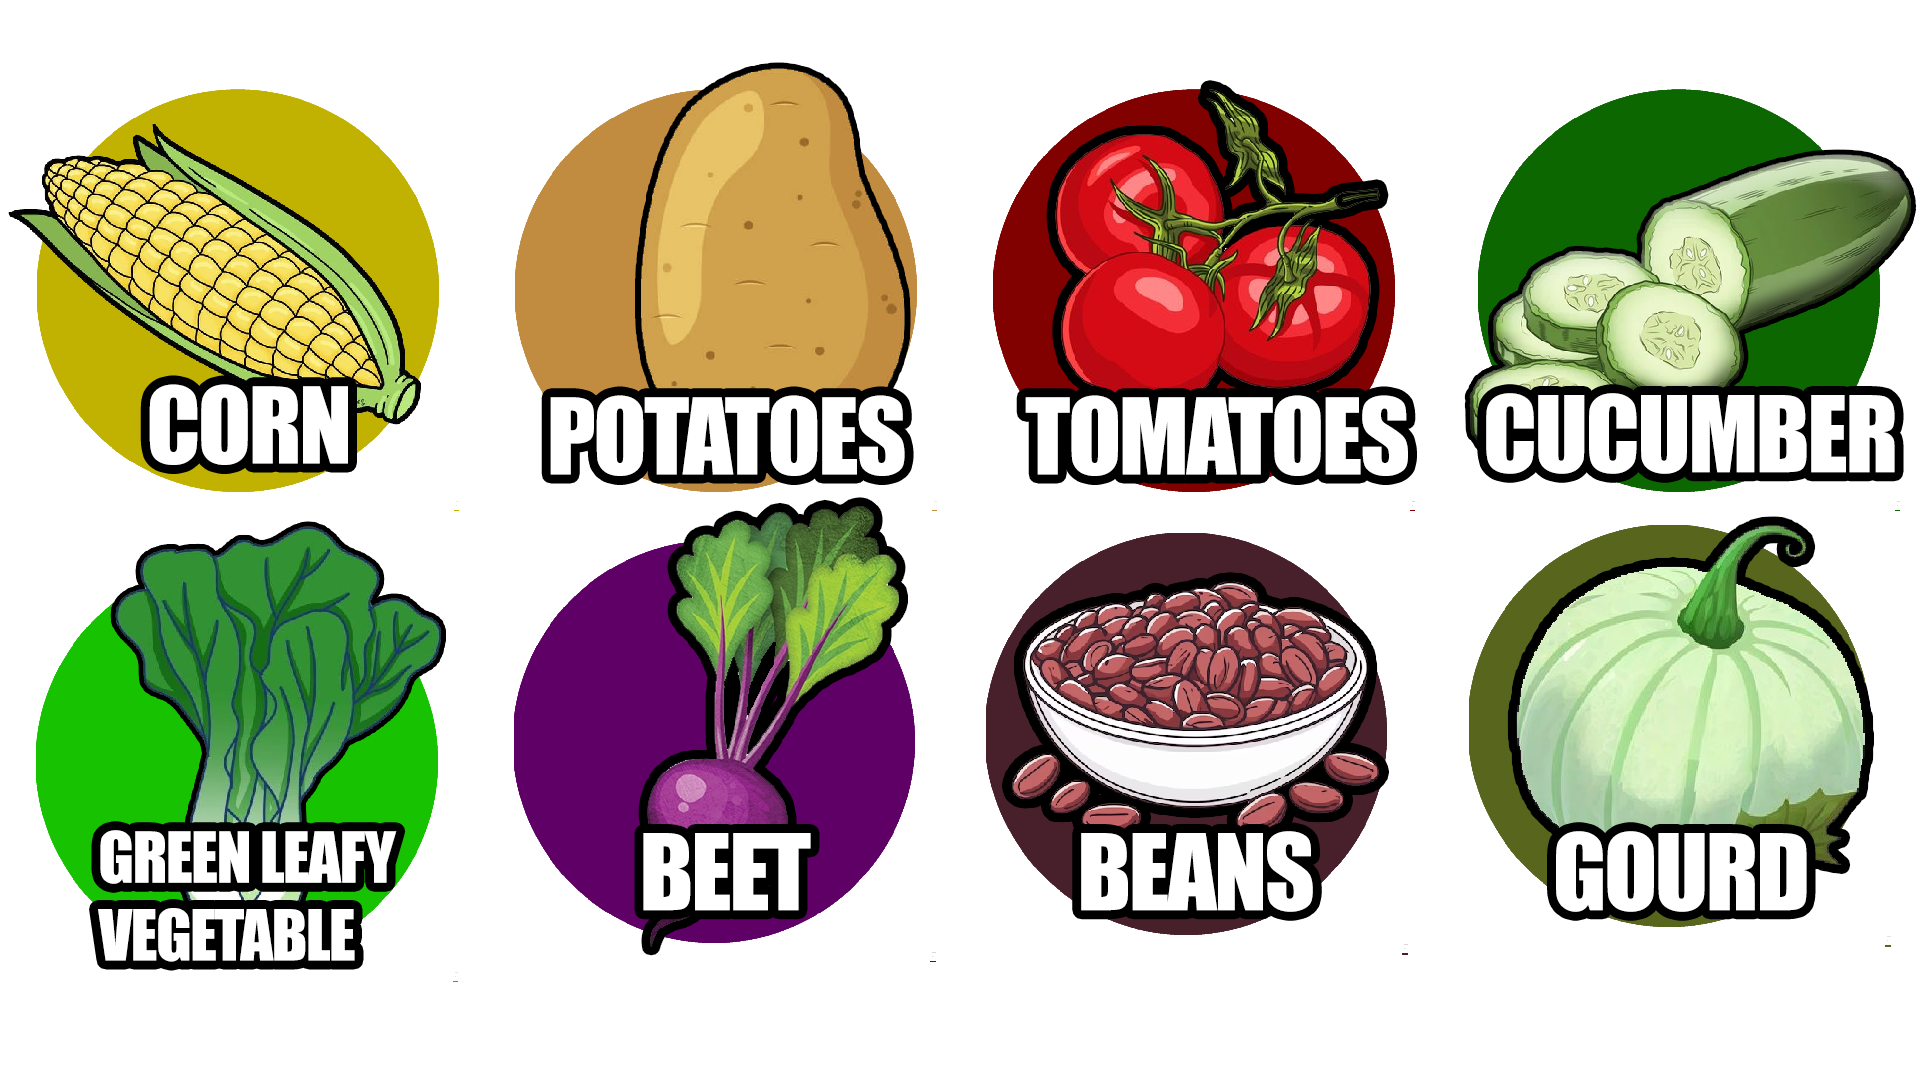 CORN
POTATOES
TOMATOES
CUCUMBER
GREEN LEAFY
VEGETABLE
BEET
BEANS
GOURD